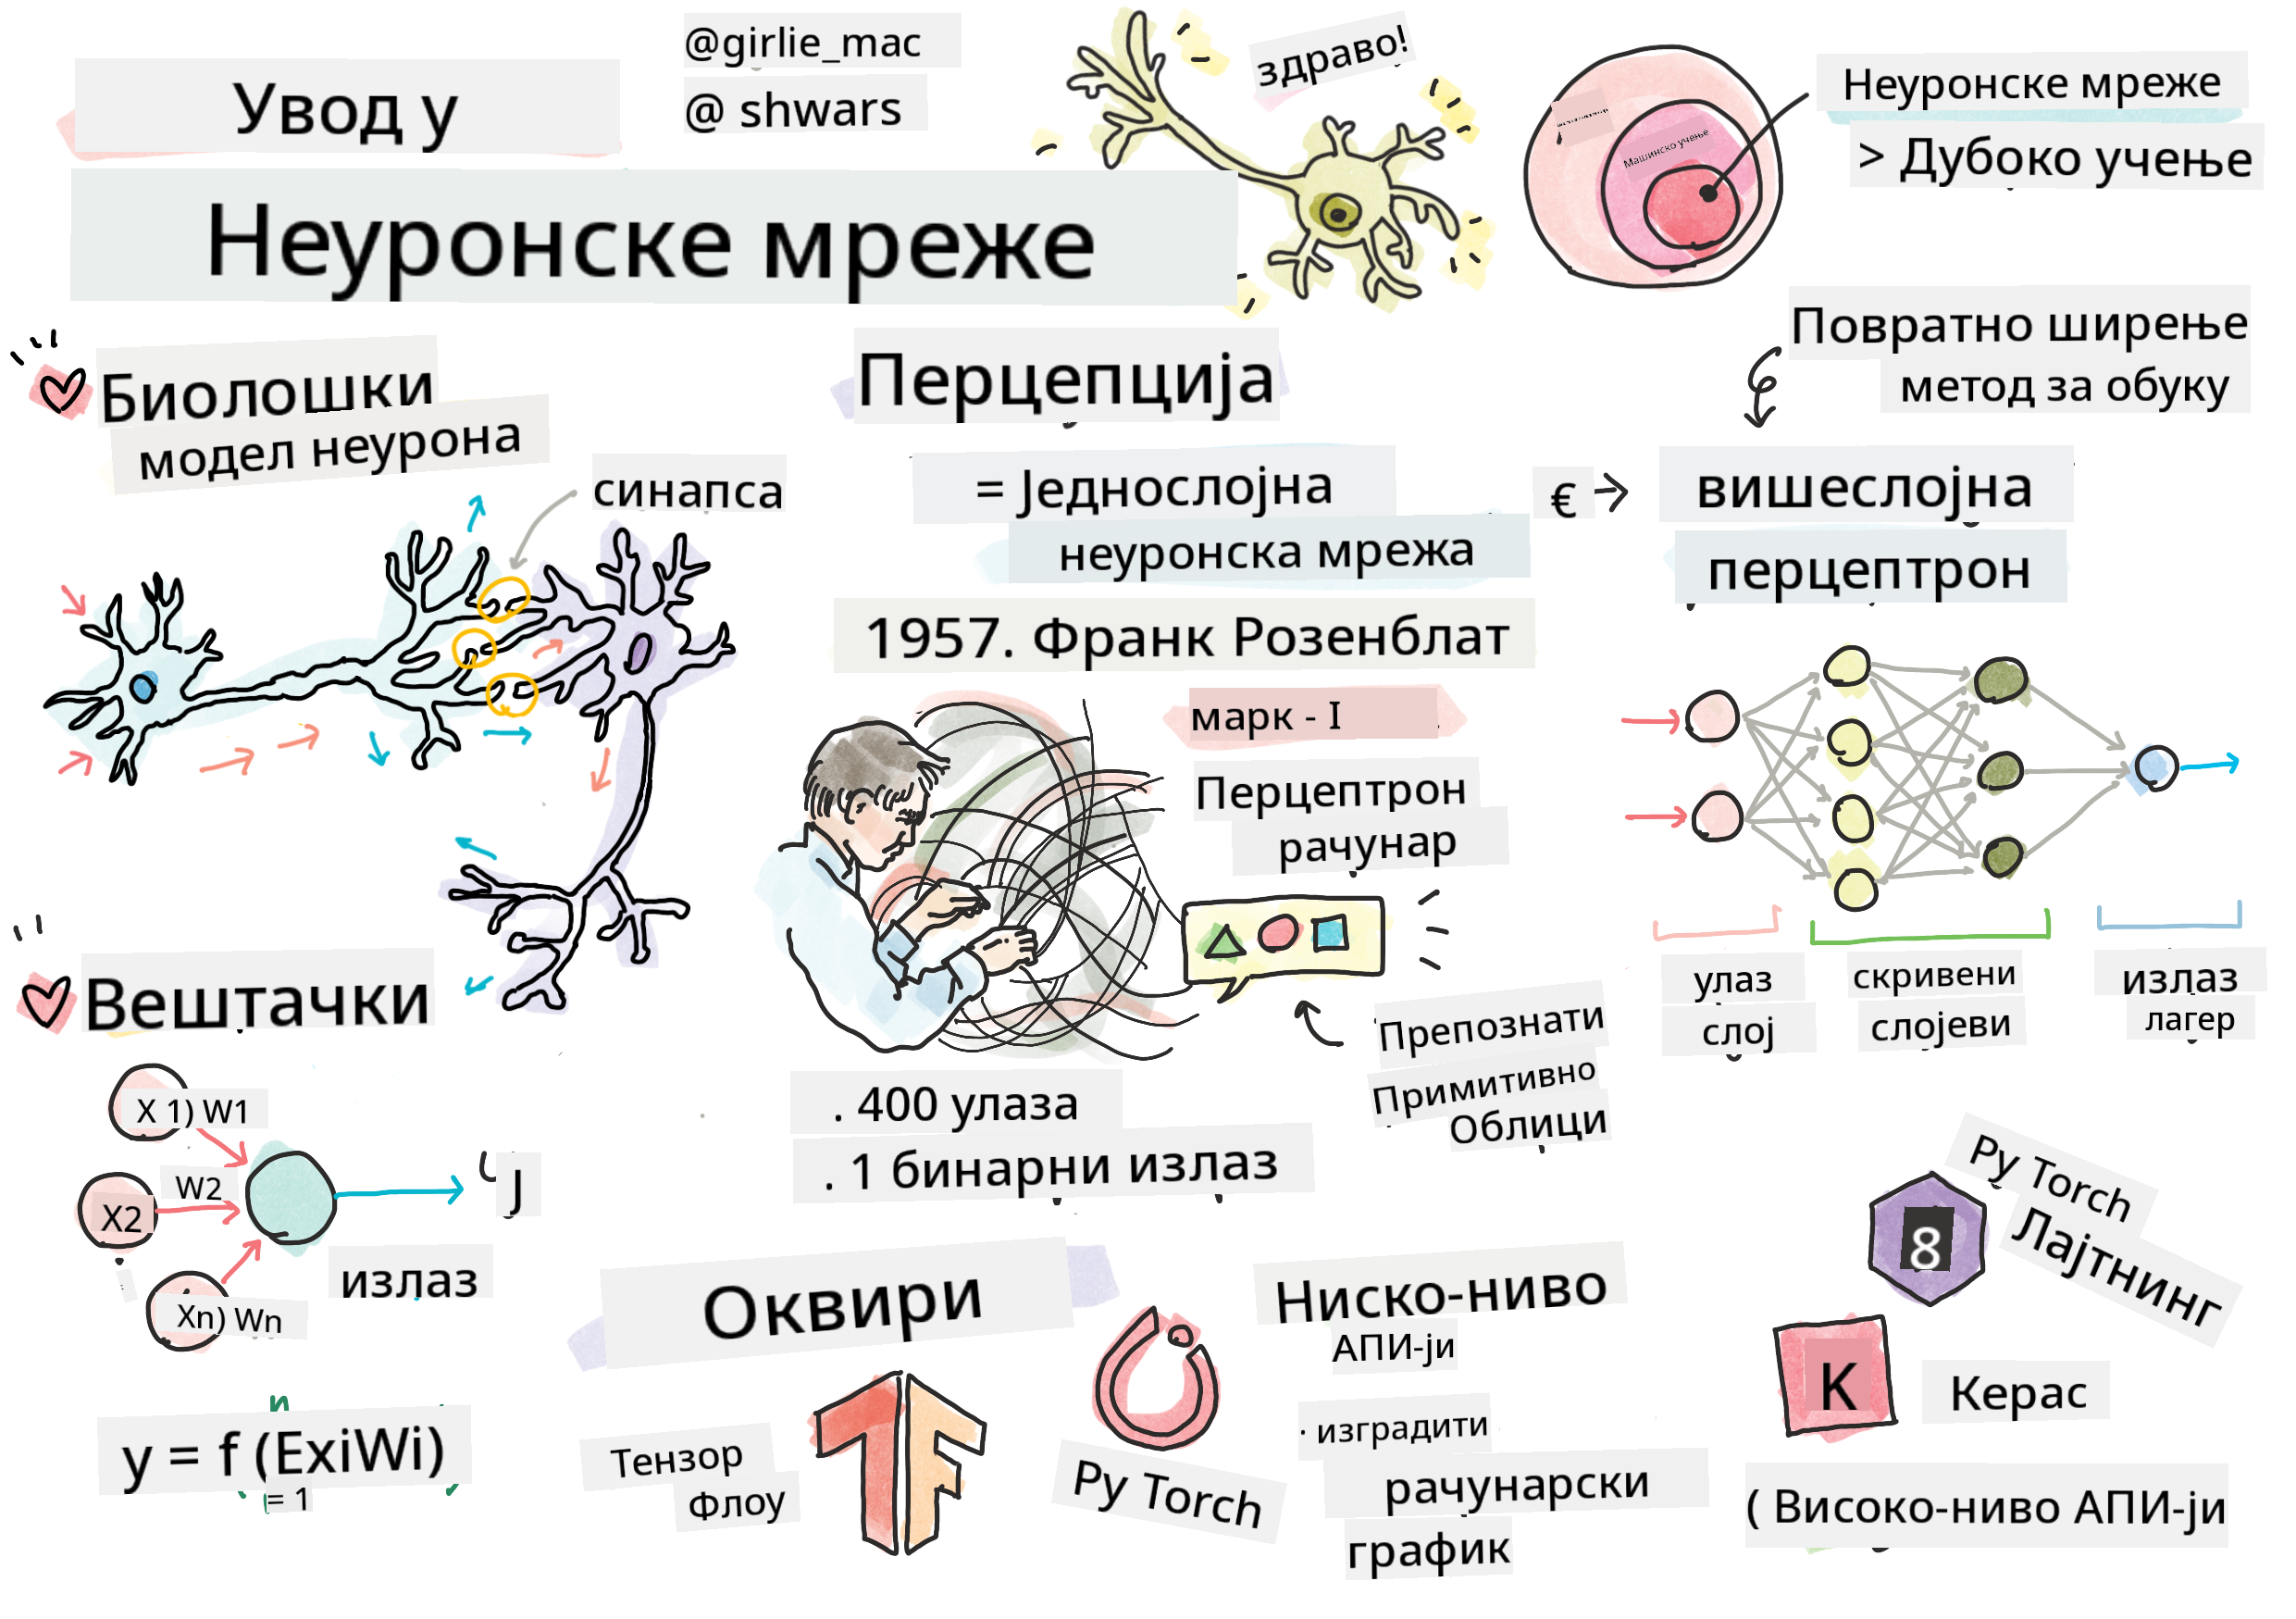 Увод у
Неуронске мреже
@girlie_mac
@ shwars
здраво!
Машинско учење
Неуронске мреже
> Дубоко учење
Биолошки
модел неурона
синапса
Перцепција
= Једнослојна
неуронска мрежа
1957. Франк Розенблат
марк - I
Перцептрон
рачунар
Препознати
Примитивно
Облици
. 400 улаза
. 1 бинарни излаз
Повратно ширење
метод за обуку
€
вишеслојна
перцептрон
улаз
слој
скривени
слојеви
излаз
лагер
Вештачки
X 1) W1
W2
X2
Xn) Wn
Ј
излаз
n
y = f (ExiWi)
= 1
Оквири
Тензор
Флоу
TF
Py Torch
Ниско-ниво
АПИ-ји
· изградити
рачунарски
график
8
Py Torch
Лајтнинг
K
Керас
( Високо-ниво АПИ-ји